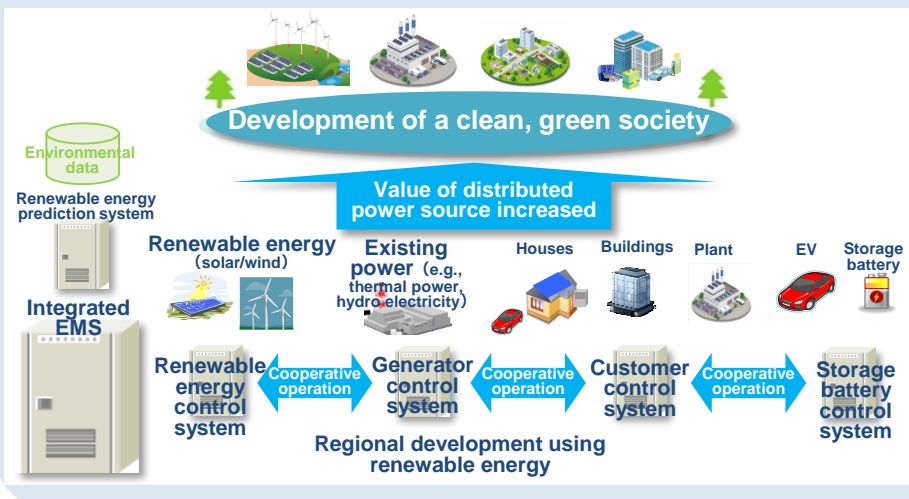 Development of a clean, green society
Environmental
data
Value of distributed
power source increased
Renewable energy
prediction system
Renewable energy
(solar/wind)
Existing
power (e.g.,
thermal power,
hydro electricity)
Houses
Buildings
Plant
EV
Storage
battery
Integrated
EMS
Renewable
energy
control
system
Cooperative
operation
Generator
control
system
Cooperative
operation
Customer
control
system
Cooperative
operation
Storage
battery
control
system
Regional development using
renewable energy